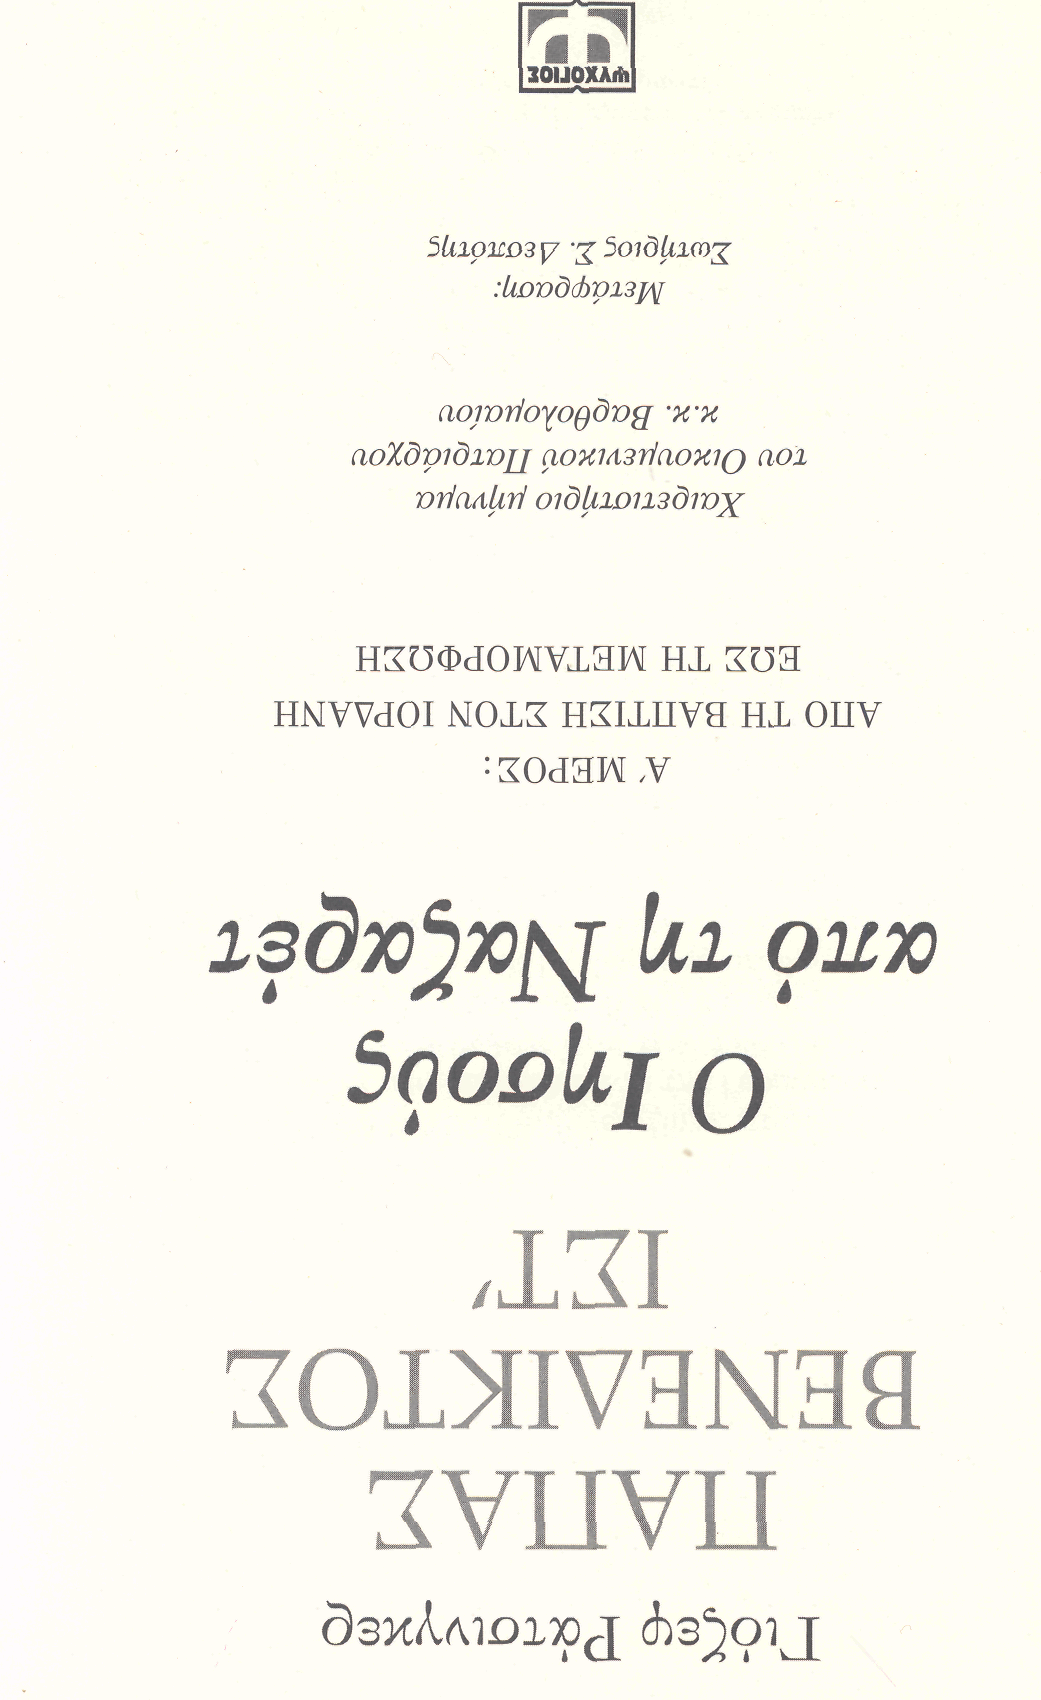 Γιόζεφ Ράτσινγκερ
ΠΑΠΑΣ
ΒΕΝΕΔΙΚΤΟΣ
ΙΣΤ΄
Ο Ιησούς
από τη Ναζαρέτ
Α΄ ΜΕΡΟΣ:
ΑΠΟ ΤΗ ΒΑΠΤΙΣΗ ΣΤΟΝ ΙΟΡΔΑΝΗ
ΕΩΣ ΤΗ ΜΕΤΑΜΟΡΦΩΣΗ
Χαιρετιστήριο μήνυμα
του Οικουμενικού Πατριάρχου
κ.κ. Βαρθολομαίου
Μετάφραση:
Σωτήριος Σ. Δεσπότης
ΨΥΧΟΓΙΟΣ